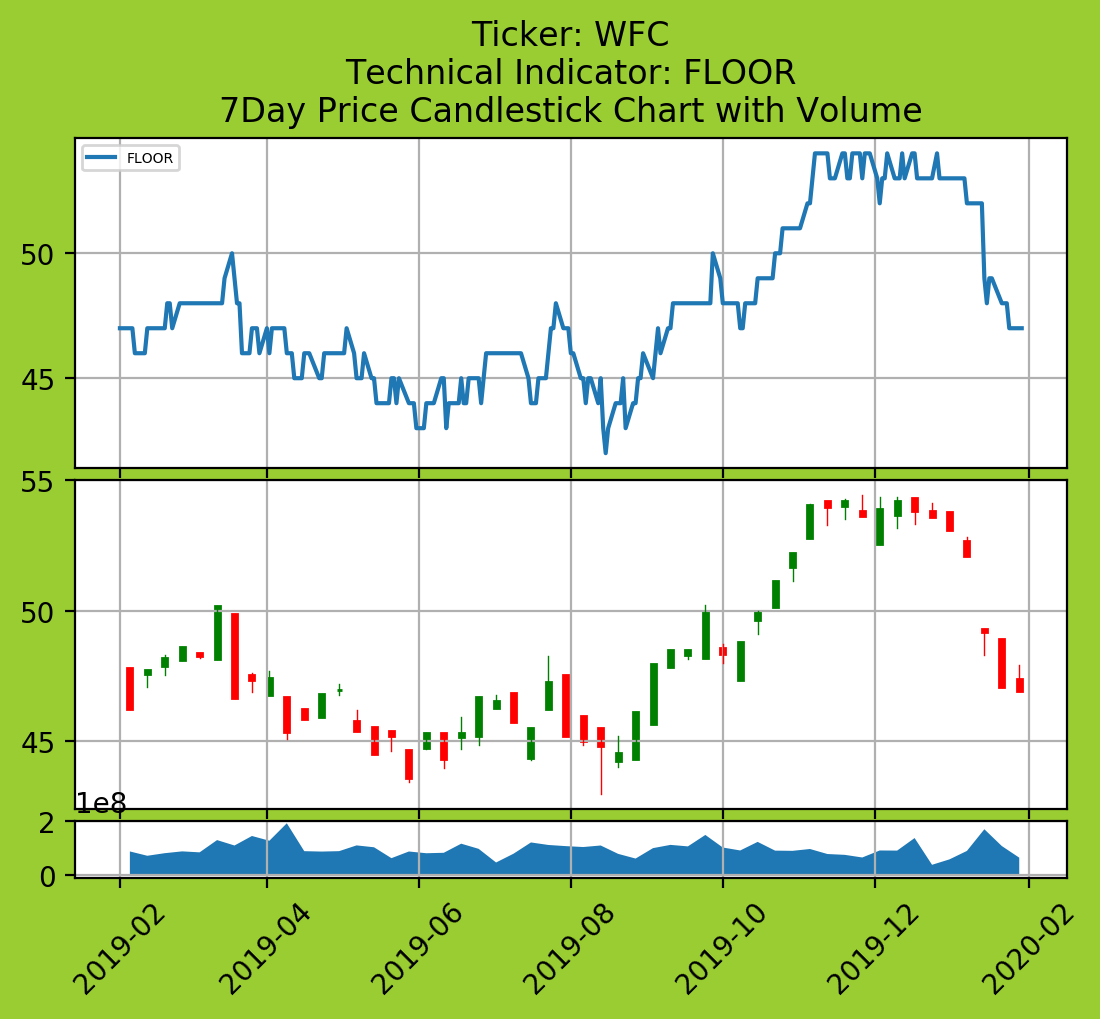 Ticker: WFC
Technical Indicator: FLOOR
7Day Price Candlestick Chart with Volume
FLOOR
50
45
55
50
45
1e8
2
0
2019-02
2019-04
2019-06
2019-08
2019-10
2019-12
2020-02